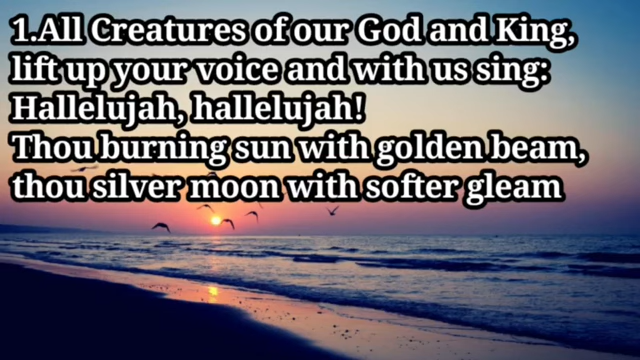 1.All Creatures of our God and King,
lift up your voice and with us sing:
Hallelujah, hallelujah!
Thou burning sun with golden beam,
thou silver moon with softer gleam